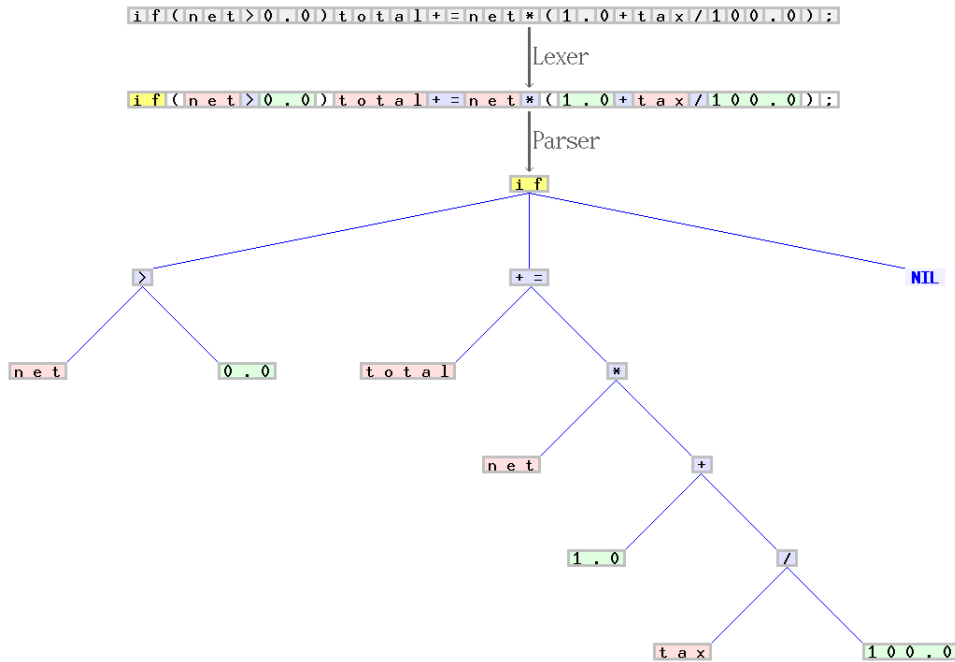 if(net>0.0)total+=net*(1.0+tax/100.0);
Lexer
if(net>0.0)total+=net*(1.0+tax/100.0);
Parser
if
> += NIL
net 0.0 total *
net +
1.0 /
tax 100.0